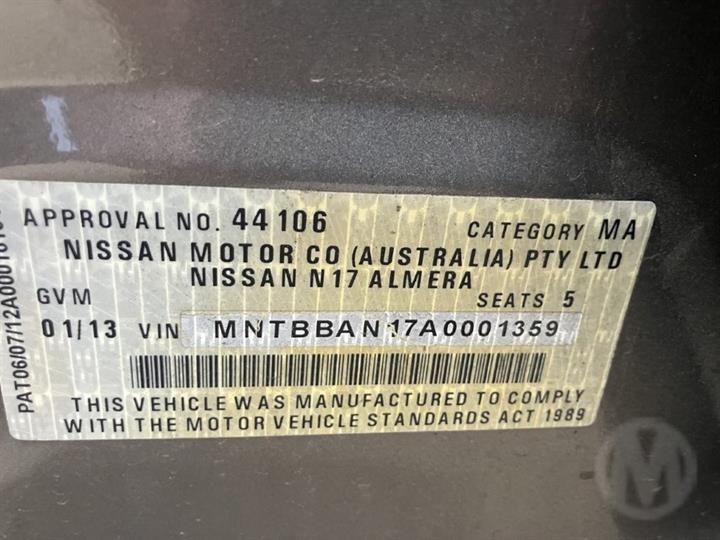 APPROVAL NO. 44106 CATEGORY MA
NISSAN MOTOR CO (AUSTRALIA) PTY LTD
NISSAN N17 ALMERA
GVM SEATS 5
01/13 VIN MNTBBAN17A0001359
THIS VEHICLE WAS MANUFACTURED TO COMPLY
WITH THE MOTOR VEHICLE STANDARDS ACT 1989
M